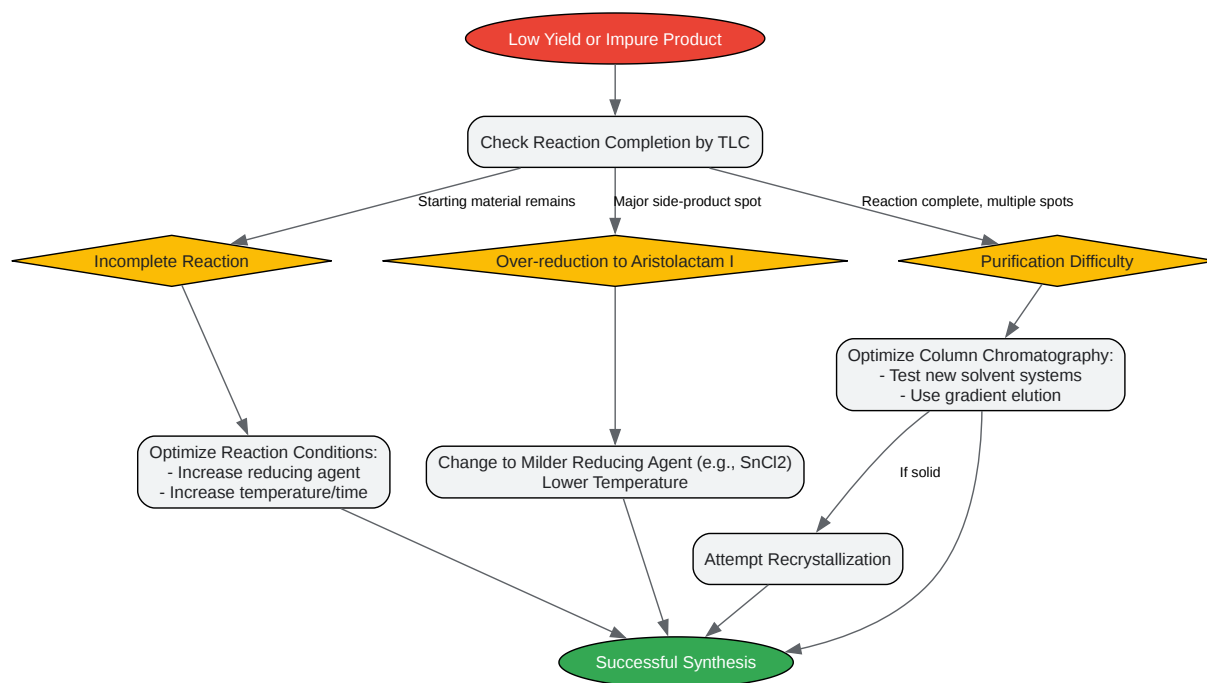 Low Yield or Impure Product
Check Reaction Completion by TLC
Starting material remains
Major side-product spot
Reaction complete, multiple spots
Incomplete Reaction
Over-reduction to Aristolactam I
Purification Difficulty
Optimize Column Chromatography:
- Test new solvent systems
- Use gradient elution
Optimize Reaction Conditions:
- Increase reducing agent
- Increase temperature/time
Change to Milder Reducing Agent (e.g., SnCl2)
Lower Temperature
If solid
Attempt Recrystallization
Successful Synthesis